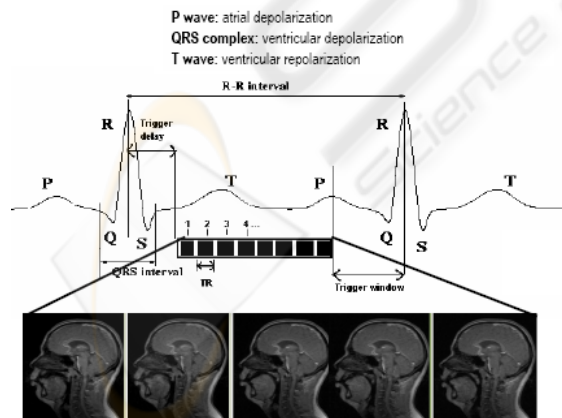 P wave: atrial depolarization
QRS complex: ventricular depolarization
T wave: ventricular repolarization
R-R interval
R
Trigger
delay
R
P
T
P
T
Q
S
1 2 3 4 ...
Q
S
QRS interval
TR
Trigger window
science